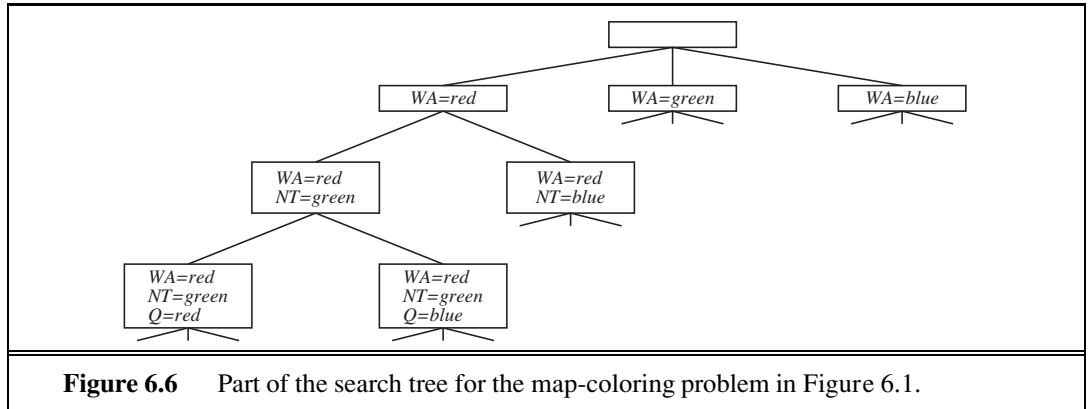 WA=red
WA=green
WA=blue
WA=red
NT=green
WA=red
NT=blue
WA=red
NT=green
Q=red
WA=red
NT=green
Q=blue
Figure 6.6 Part of the search tree for the map-coloring problem in Figure 6.1.